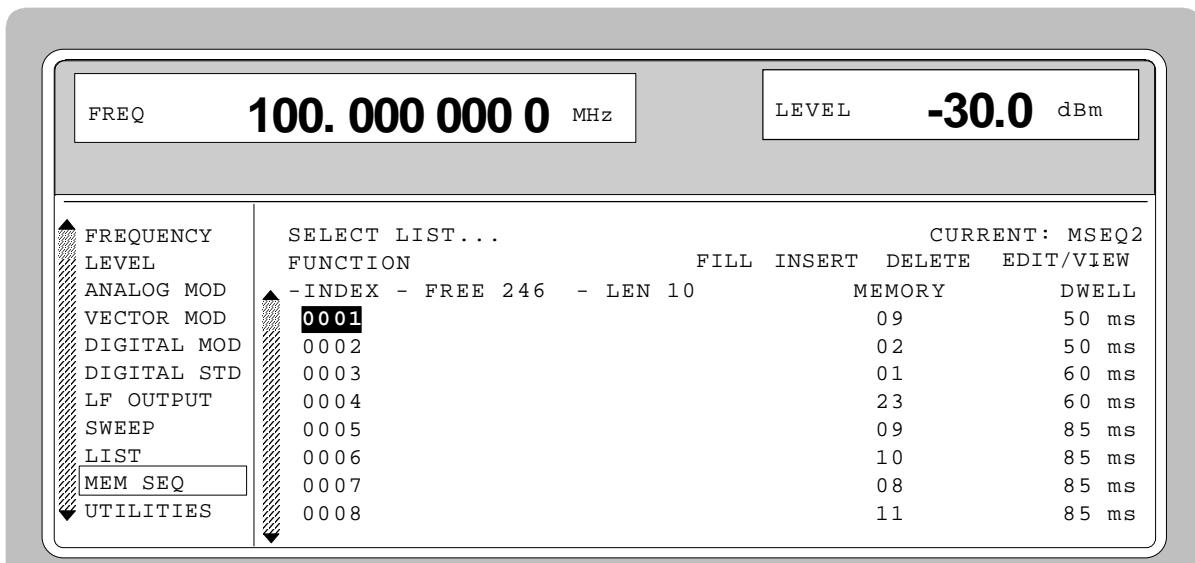 FREQ 100. 000 000 0 MHz LEVEL -30.0 dBm
FREQUENCY
LEVEL
ANALOG MOD
VECTOR MOD
DIGITAL MOD
DIGITAL STD
LF OUTPUT
SWEEP
LIST
MEM SEQ
UTILITIES
SELECT LIST... CURRENT: MSEQ2
FUNCTION FILL INSERT DELETE EDIT/VIEW
-INDEX - FREE 246 - LEN 10 MEMORY DWELL
0001 09 50 ms
0002 02 50 ms
0003 01 60 ms
0004 23 60 ms
0005 09 85 ms
0006 10 85 ms
0007 08 85 ms
0008 11 85 ms